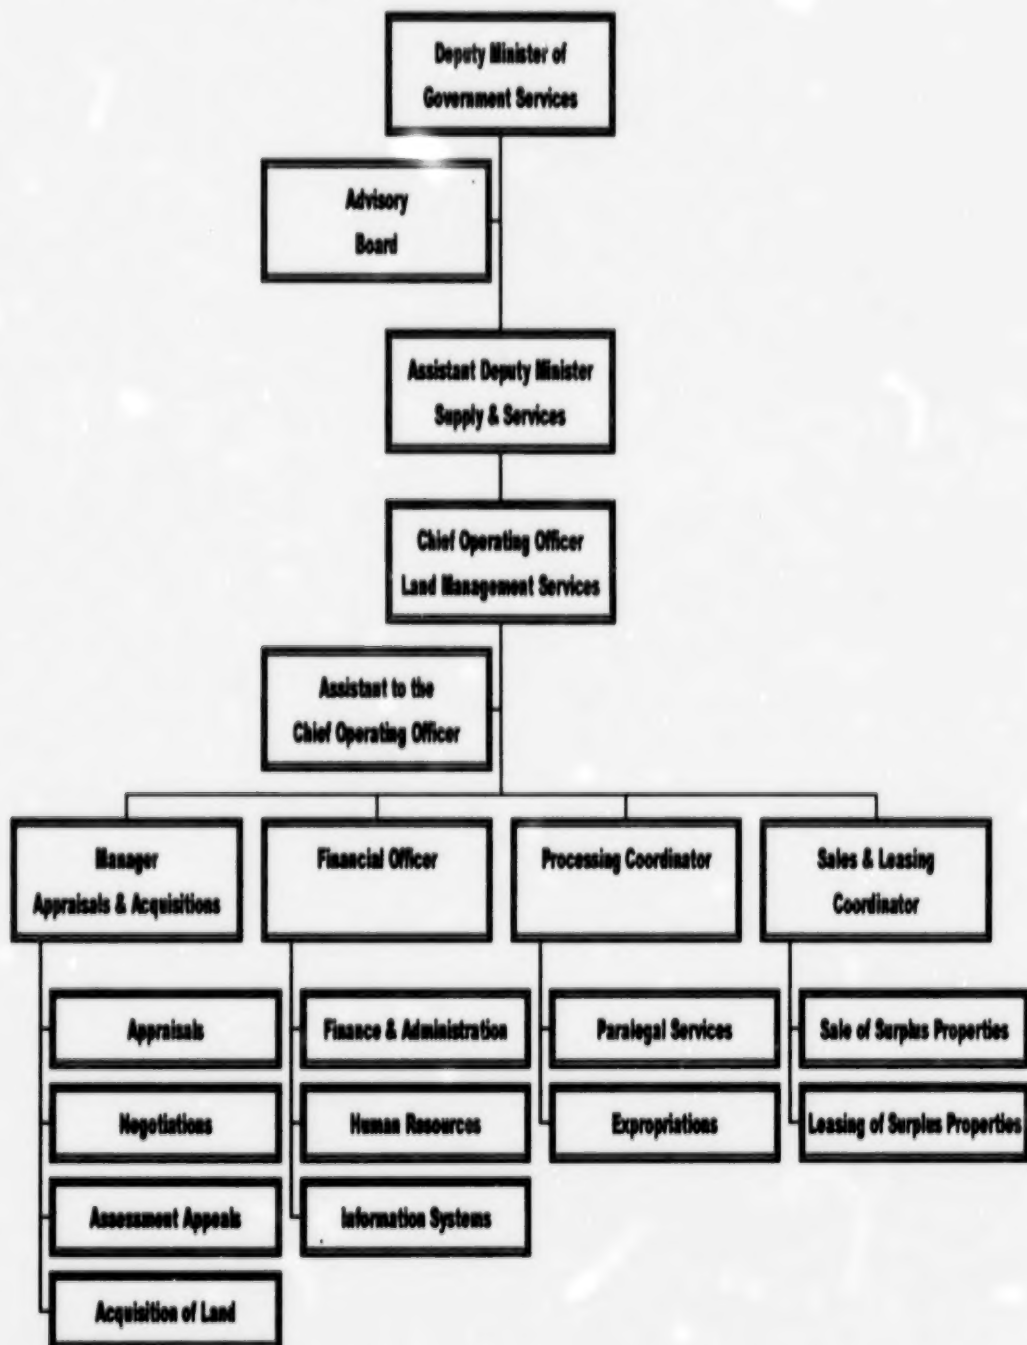 Deputy Minister of
Government Services
Advisory
Board
Assistant Deputy Minister
Supply & Services
Chief Operating Officer
Land Management Services
Assistant to the
Chief Operating Officer
Manager
Appraisals & Acquisitions
Financial Officer
Processing Coordinator
Sales & Leasing
Coordinator
Appraisals
Negotiations
Assessment Appeals
Acquisition of Land
Finance & Administration
Human Resources
Information Systems
Paralegal Services
Expropriations
Sale of Surplus Properties
Leasing of Surplus Properties